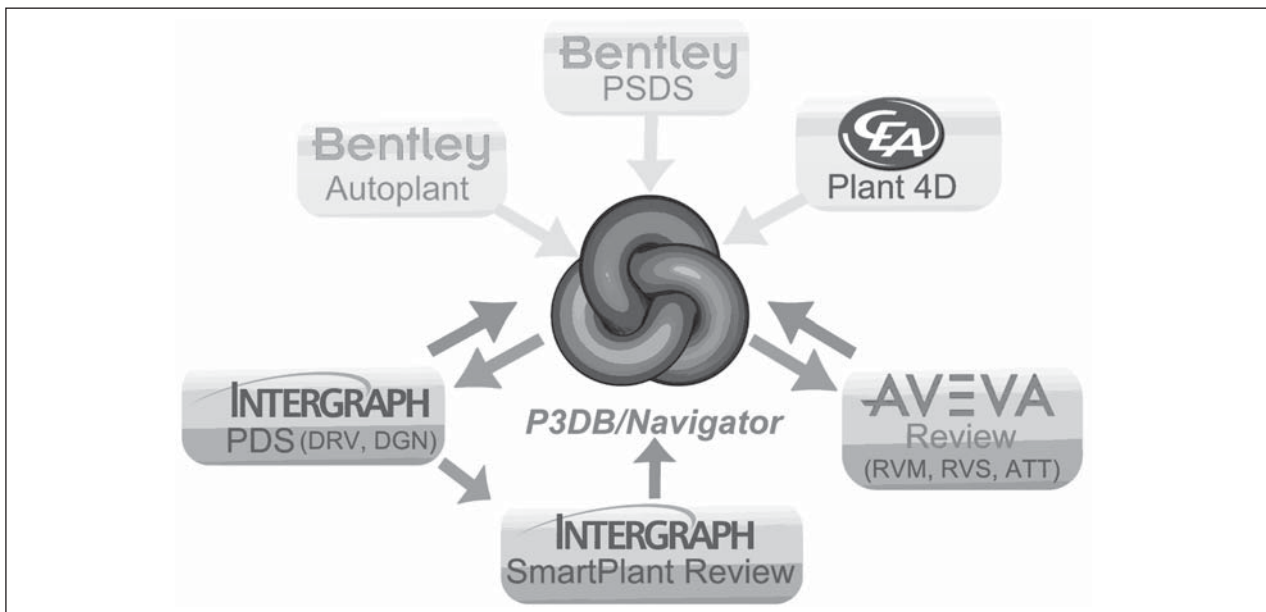 Bentley
PSDS
Bentley
Autoplant
CEA
Plant 4D
INTERGRAPH
PDS (DRV, DGN)
P3DB/Navigator
AVEVA
Review
(RVM, RVS, ATT)
INTERGRAPH
SmartPlant Review